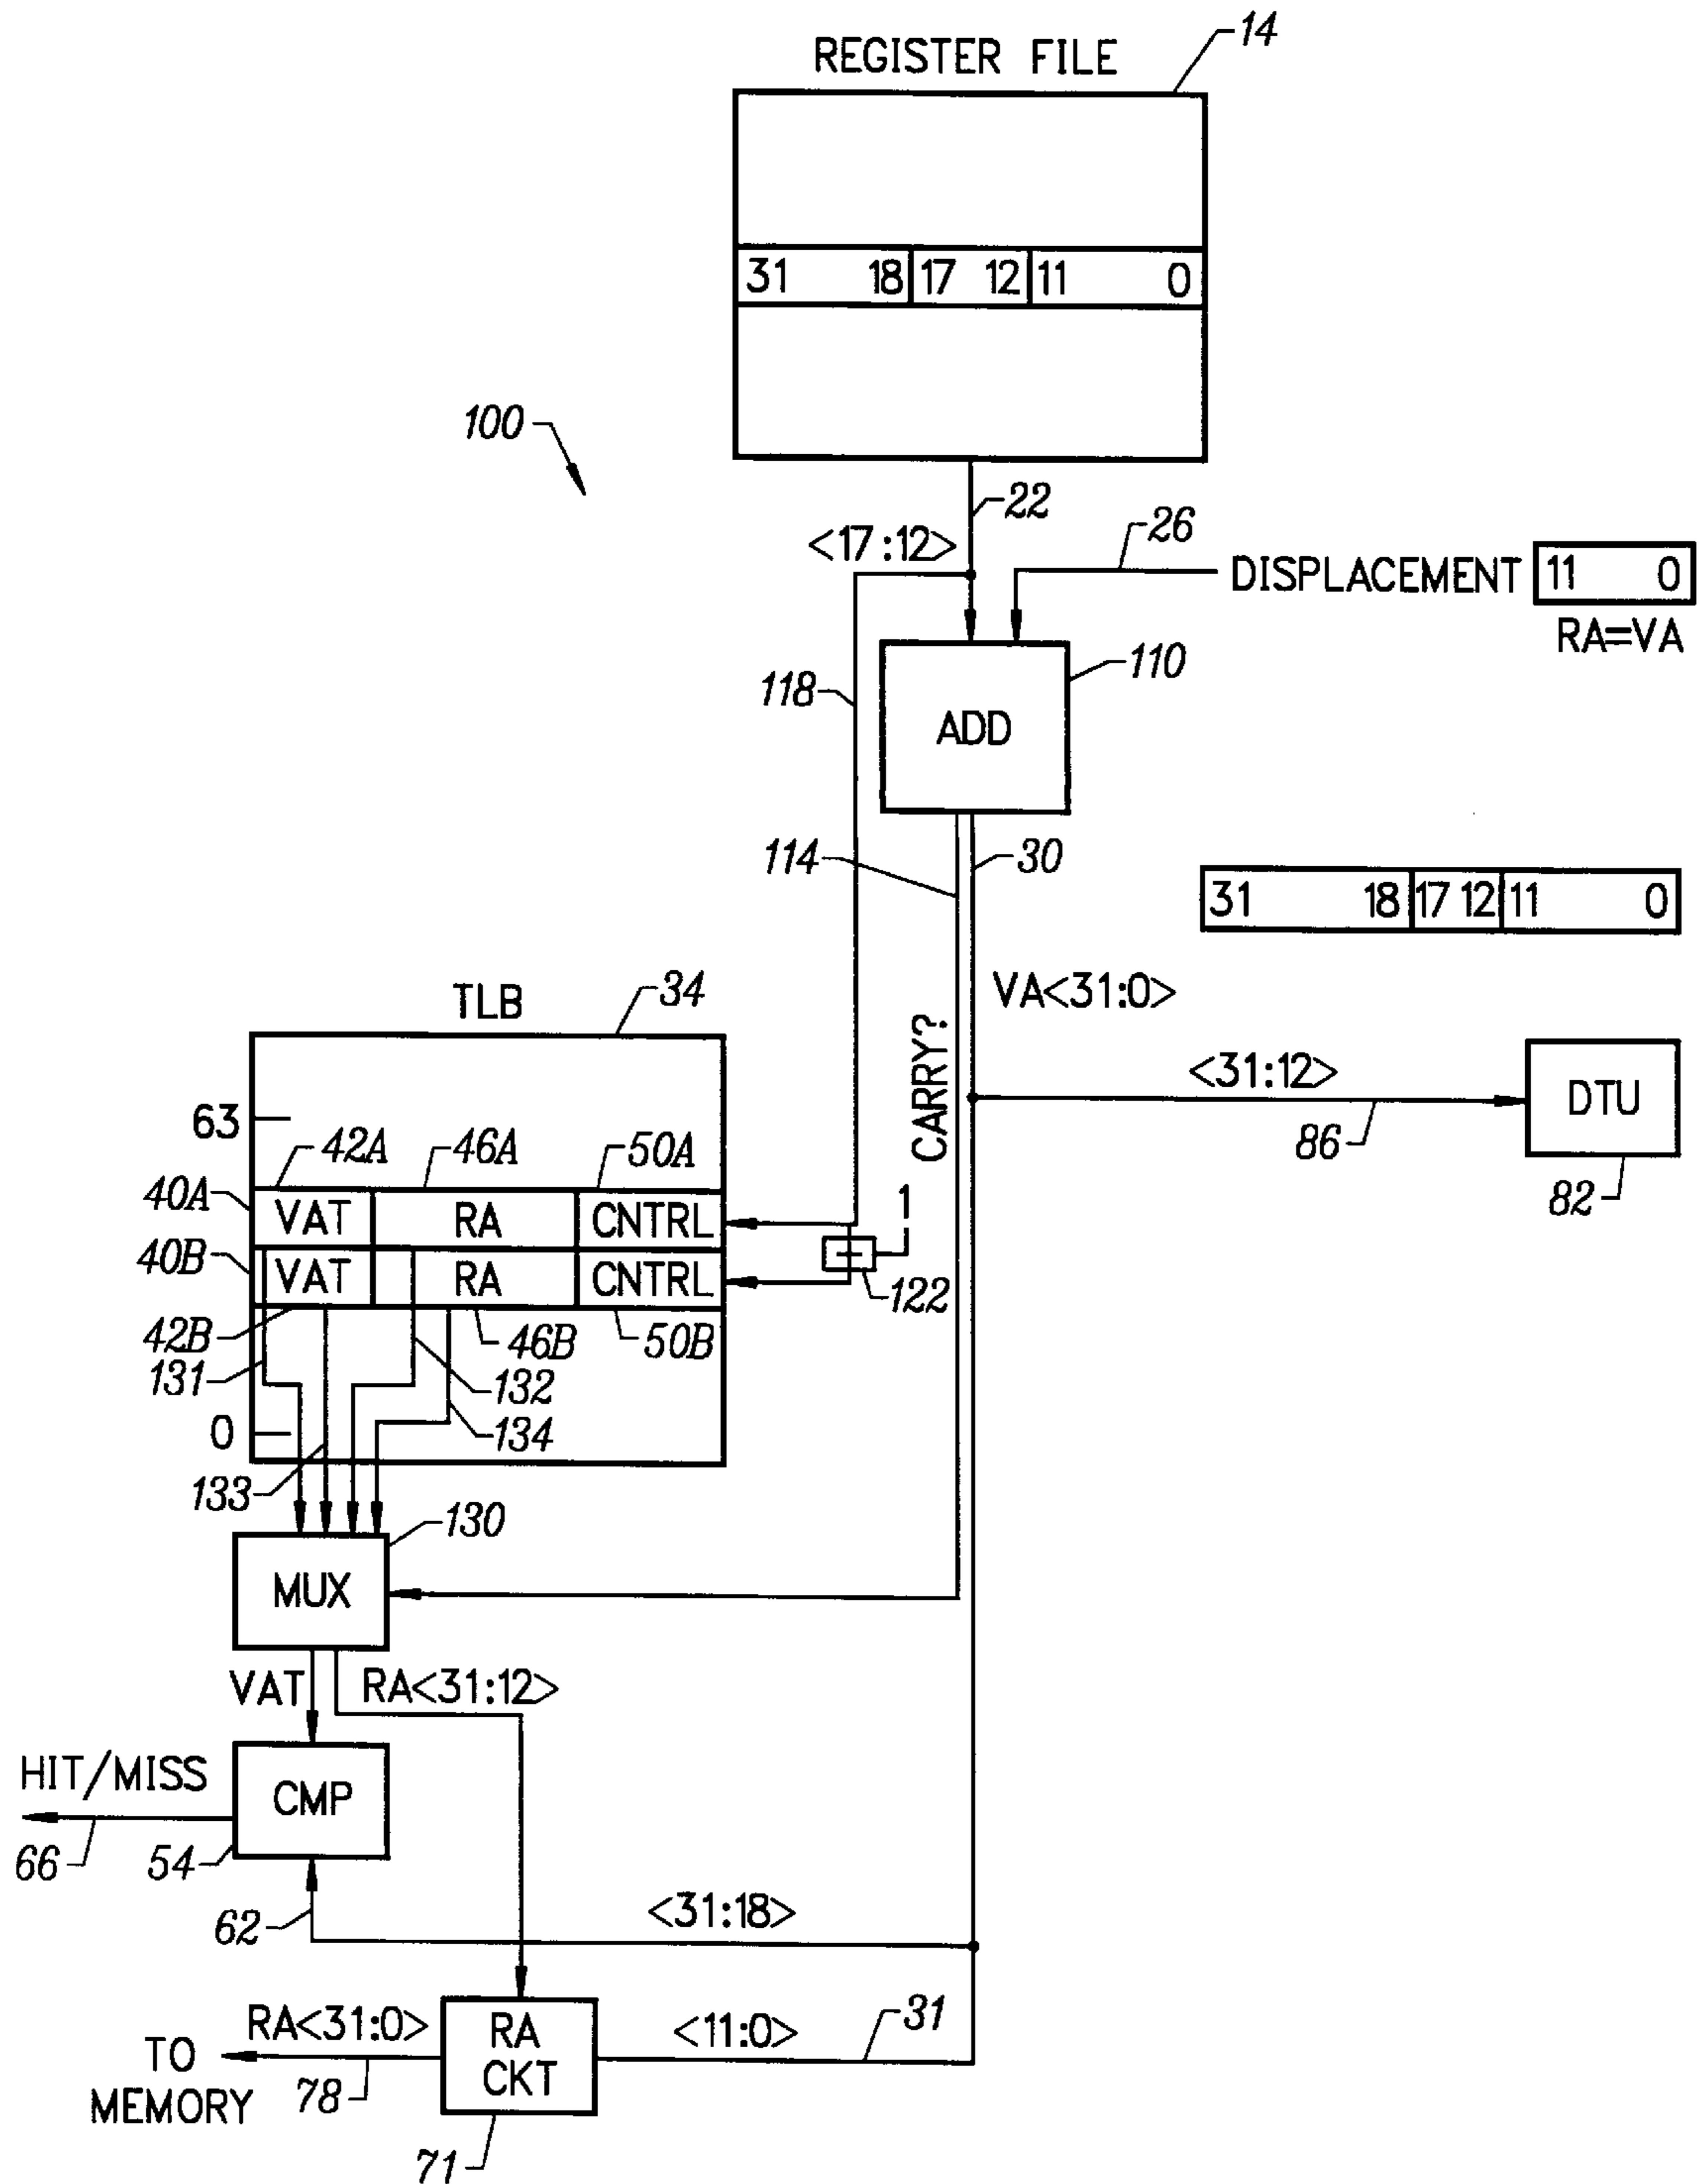 14
REGISTER FILE
31 18 17 12 11 0
100
22
<17:12>
26
DISPLACEMENT 11 0
RA=VA
118
110
ADD
114
30
31 18 17 12 11 0
VA<31:0>
TLB
34
CARRY?
<31:12>
DTU
86
82
63
42A 46A 50A
40A VAT RA CNTRL
1
+
40B VAT RA CNTRL
122
42B 46B 50B
131
132
134
0
133
130
MUX
VAT RA<31:12>
HIT/MISS
CMP
66
54
62
<31:18>
RA<31:0>
RA CKT
<11:0>
31
TO MEMORY
78
71